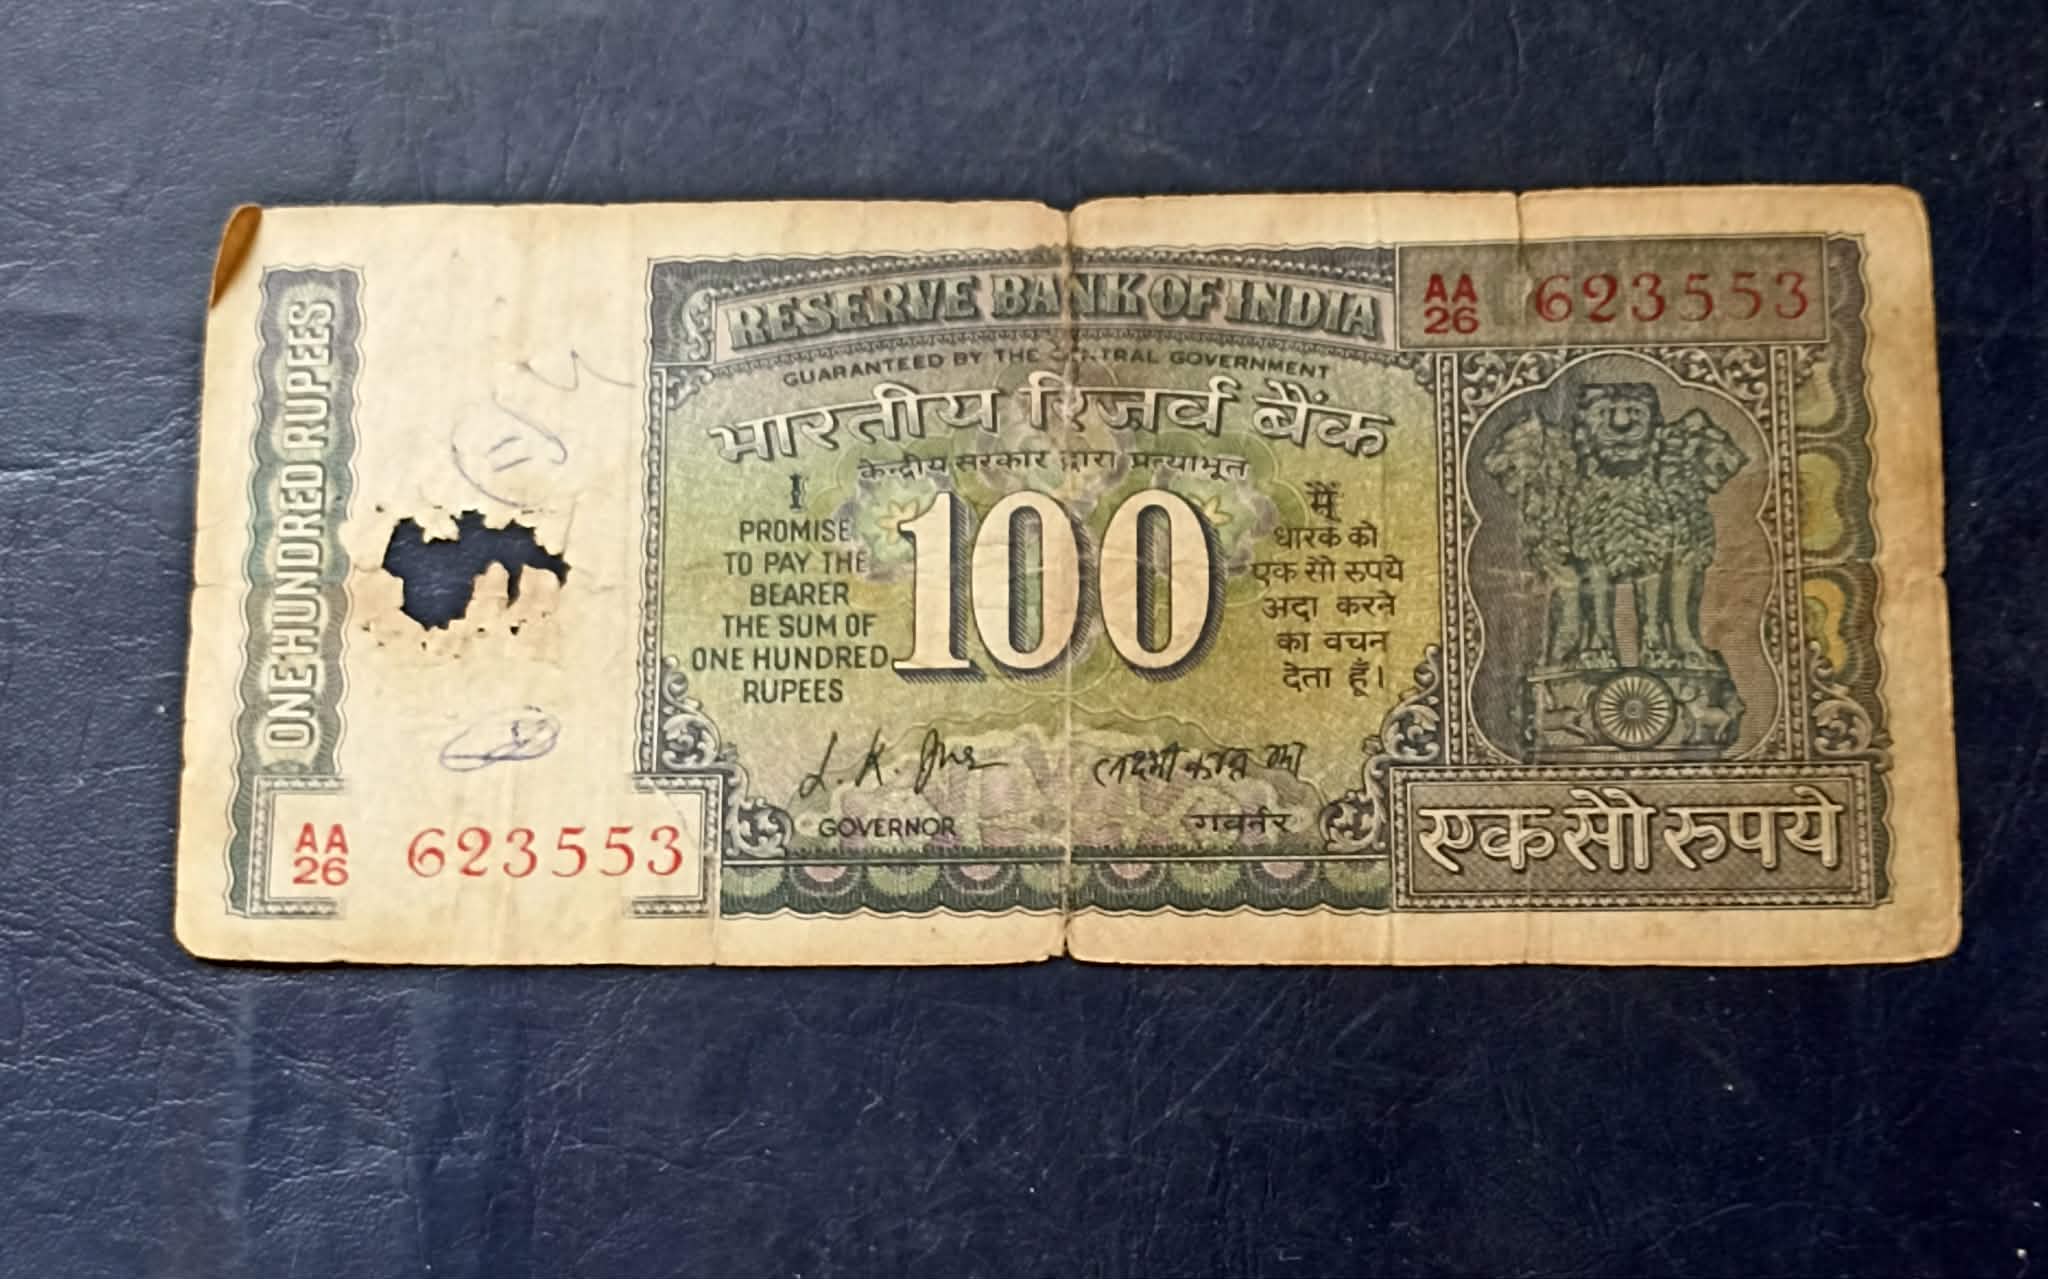 ONE HUNDRED RUPEES
RESERVE BANK OF INDIA
AA
26
623553
GUARANTEED BY THE CENTRAL GOVERNMENT
भारतीय रिज़र्व बैंक
केन्द्रीय सरकार द्वारा प्रत्याभूत
I
PROMISE
TO PAY THE
BEARER
THE SUM OF
ONE HUNDRED
RUPEES
100
मैं
धारक को
एक सौ रुपये
अदा करने
का वचन
देता हूँ।
L. K. Jha
लक्ष्मी कान्त झा
GOVERNOR
गवर्नर
AA
26
623553
एक सौ रुपये